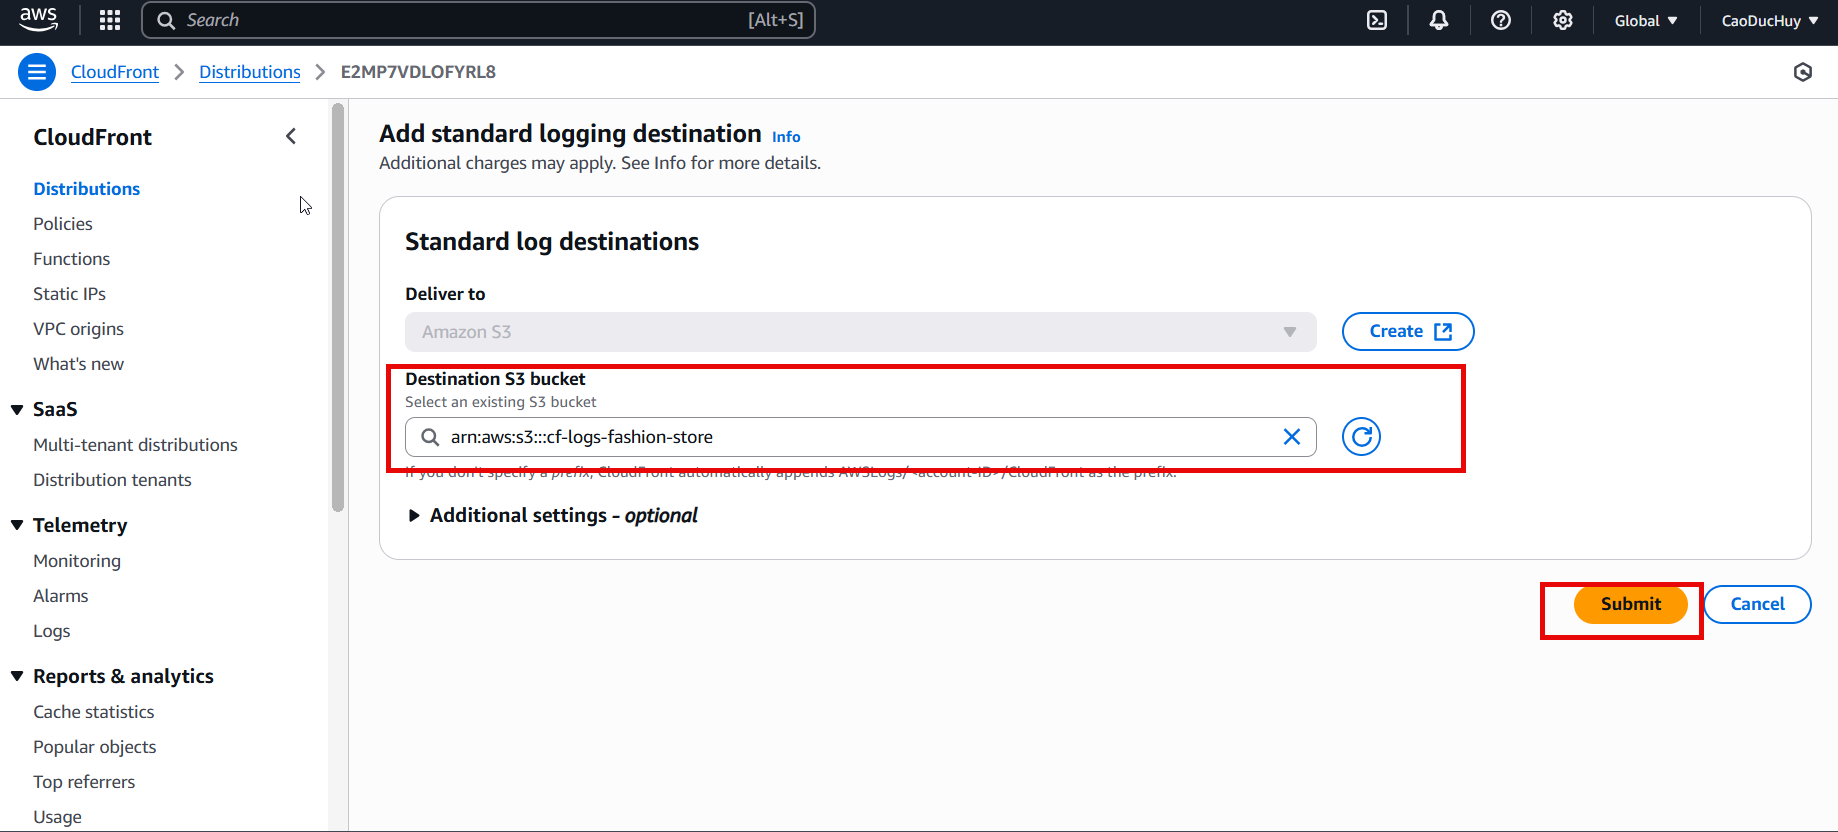 aws Search [Alt+S] Global CaoDucHuy
CloudFront Distributions E2MP7VDLOFYRL8
CloudFront
Distributions
Policies
Functions
Static IPs
VPC origins
What's new
SaaS
Multi-tenant distributions
Distribution tenants
Telemetry
Monitoring
Alarms
Logs
Reports & analytics
Cache statistics
Popular objects
Top referrers
Usage
Add standard logging destination Info
Additional charges may apply. See Info for more details.
Standard log destinations
Deliver to
Amazon S3
Create
Destination S3 bucket
Select an existing S3 bucket
arn:aws:s3:::cf-logs-fashion-store
If you don't specify a prefix, CloudFront automatically appends AWSLogs/<account-ID>/CloudFront as the prefix.
Additional settings - optional
Submit Cancel